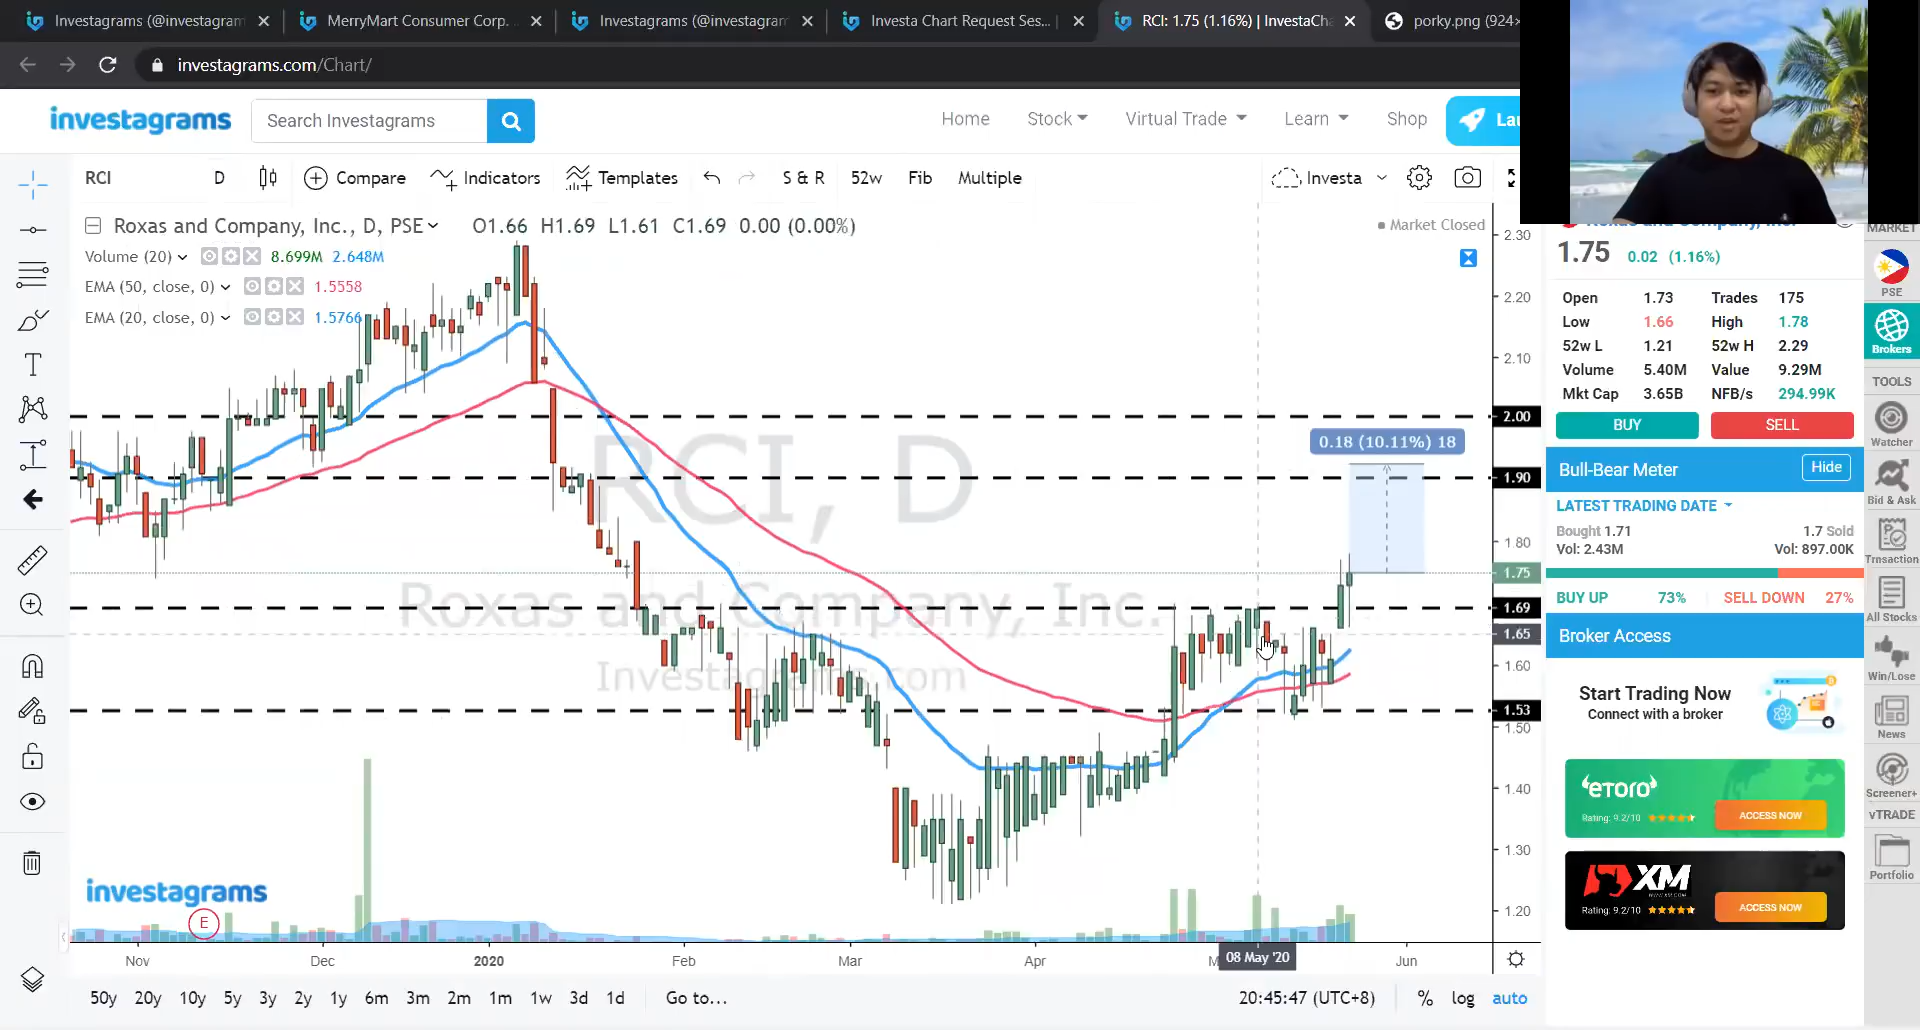 Investagrams (@investagram
MerryMart Consumer Corp.
Investagrams (@investagram
Investa Chart Request Ses...
RCI: 1.75 (1.16%) | InvestaCh
porky.png (924×
investagrams.com/Chart/
investagrams
Search Investagrams
Home
Stock
Virtual Trade
Learn
Shop
Lau
RCI
D
Compare
Indicators
Templates
S & R
52w
Fib
Multiple
Investa
Roxas and Company, Inc., D, PSE
O1.66 H1.69 L1.61 C1.69 0.00 (0.00%)
Market Closed
Volume (20)
8.699M 2.648M
EMA (50, close, 0)
1.5558
EMA (20, close, 0)
1.5766
RCI, D
Roxas and Company, Inc.
Investagrams.com
0.18 (10.11%) 18
2.30
2.20
2.10
2.00
1.90
1.80
1.75
1.69
1.65
1.60
1.53
1.50
1.40
1.30
1.20
investagrams
E
Nov
Dec
2020
Feb
Mar
Apr
M
08 May '20
Jun
50y 20y 10y 5y 3y 2y 1y 6m 3m 2m 1m 1w 3d 1d
Go to...
20:45:47 (UTC+8)
%
log
auto
1.75
0.02 (1.16%)
Open 1.73 Trades 175
Low 1.66 High 1.78
52w L 1.21 52w H 2.29
Volume 5.40M Value 9.29M
Mkt Cap 3.65B NFB/s 294.99K
BUY
SELL
Bull-Bear Meter
Hide
LATEST TRADING DATE
Bought 1.71 1.7 Sold
Vol: 2.43M Vol: 897.00K
BUY UP 73% SELL DOWN 27%
Broker Access
Start Trading Now
Connect with a broker
eToro
Rating: 9.2/10
ACCESS NOW
XM
Rating: 9.2/10
ACCESS NOW
MARKET
PSE
Brokers
TOOLS
Watcher
Bid & Ask
Trnsaction
All Stocks
Win/Lose
News
Screener+
vTRADE
Portfolio